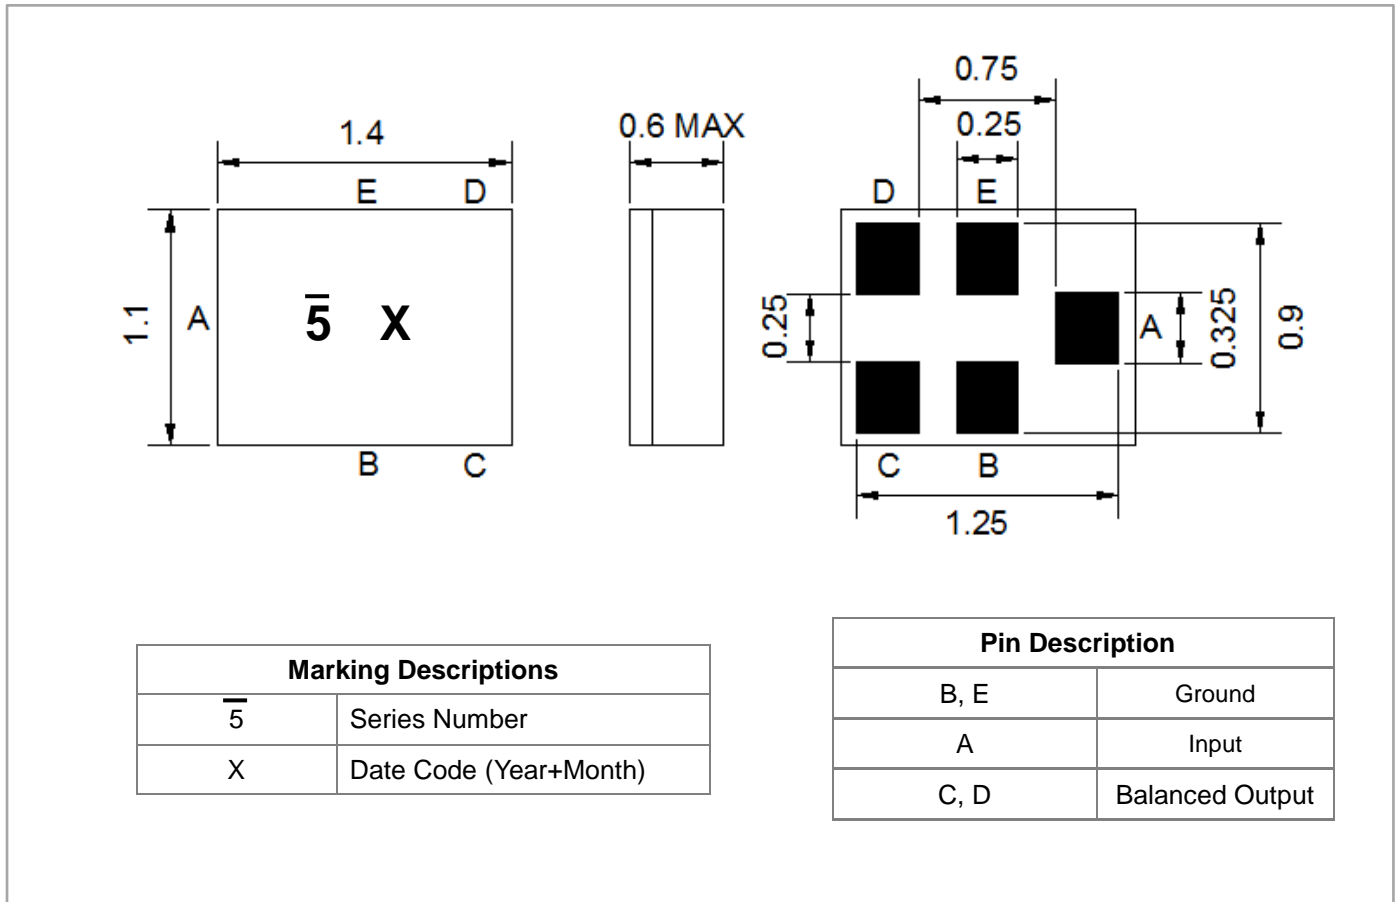 1.4
E D
1.1
A
5̅ X
B C
0.6 MAX
0.75
0.25
D E
0.25
A
0.325
0.9
C B
1.25
Marking Descriptions
5̅ Series Number
X Date Code (Year+Month)
Pin Description
B, E Ground
A Input
C, D Balanced Output